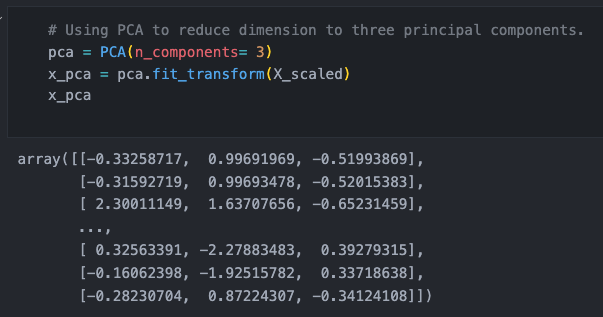 # Using PCA to reduce dimension to three principal components.
pca = PCA(n_components= 3)
x_pca = pca.fit_transform(X_scaled)
x_pca
array([[-0.33258717,  0.99691969, -0.51993869],
       [-0.31592719,  0.99693478, -0.52015383],
       [ 2.30011149,  1.63707656, -0.65231459],
       ...,
       [ 0.32563391, -2.27883483,  0.39279315],
       [-0.16062398, -1.92515782,  0.33718638],
       [-0.28230704,  0.87224307, -0.34124108]])